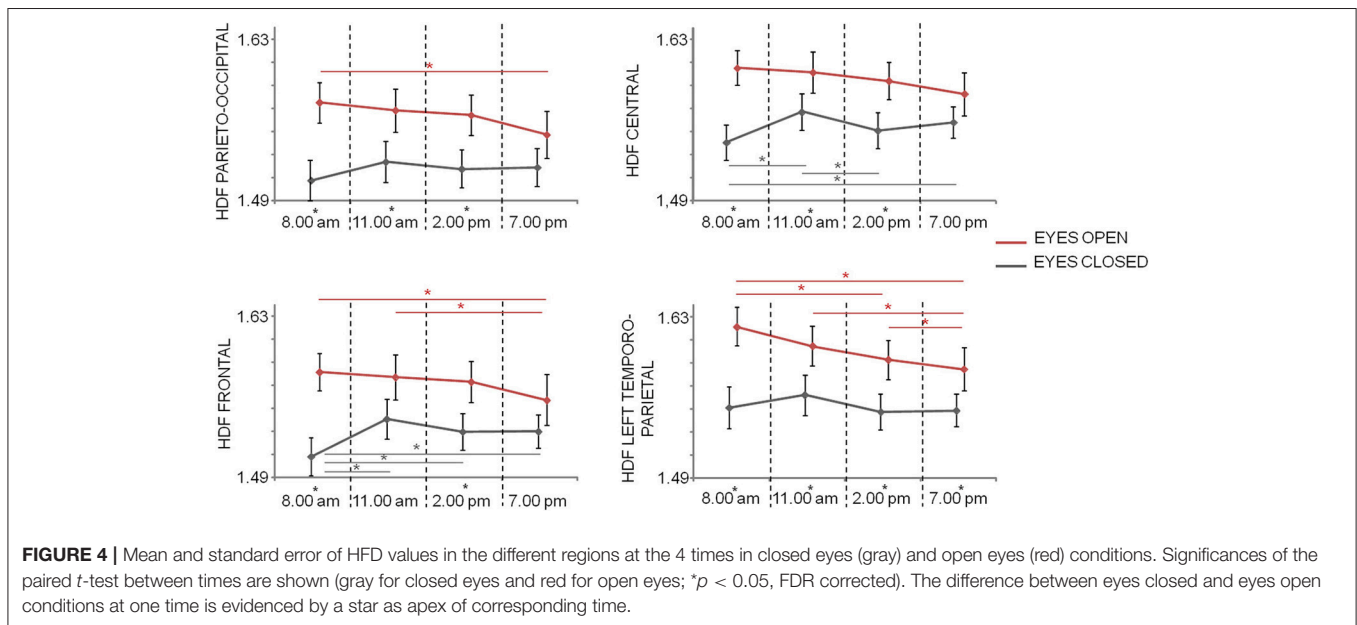 HDF PARIETO-OCCIPITAL
1.63
*
1.49
* * *
8.00 am 11.00 am 2.00 pm 7.00 pm
HDF CENTRAL
1.63
* *
*
1.49
* * *
8.00 am 11.00 am 2.00 pm 7.00 pm
EYES OPEN
EYES CLOSED
HDF FRONTAL
*
*
1.63
*
*
*
1.49
* *
8.00 am 11.00 am 2.00 pm 7.00 pm
HDF LEFT TEMPORO-
PARIETAL
*
*
*
*
1.63
1.49
* * * *
8.00 am 11.00 am 2.00 pm 7.00 pm
FIGURE 4 | Mean and standard error of HFD values in the different regions at the 4 times in closed eyes (gray) and open eyes (red) conditions. Significances of the
paired t-test between times are shown (gray for closed eyes and red for open eyes; *p < 0.05, FDR corrected). The difference between eyes closed and eyes open
conditions at one time is evidenced by a star as apex of corresponding time.